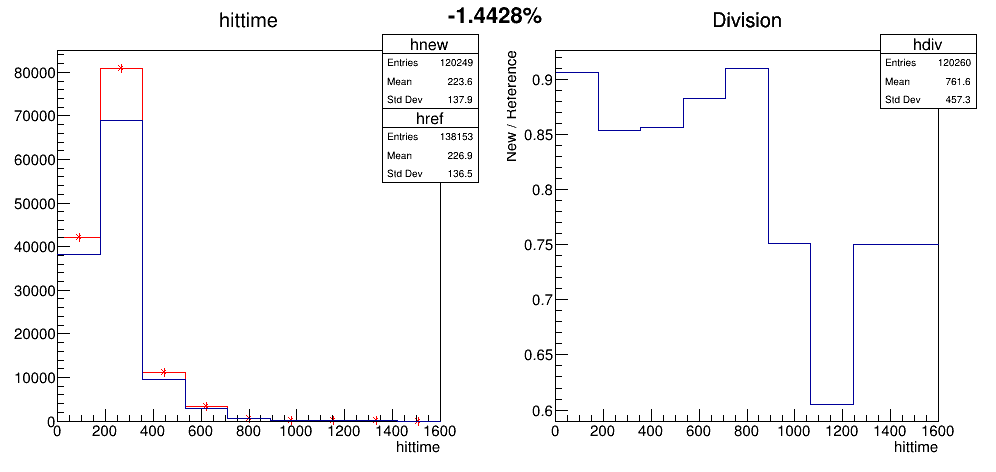 -1.4428%
hittime
hnew
Entries 120249
Mean 223.6
Std Dev 137.9
href
Entries 138153
Mean 226.9
Std Dev 136.5
80000
70000
60000
50000
40000
30000
20000
10000
0
0 200 400 600 800 1000 1200 1400 1600
hittime
Division
hdiv
Entries 120260
Mean 761.6
Std Dev 457.3
New / Reference
0.9
0.85
0.8
0.75
0.7
0.65
0.6
0 200 400 600 800 1000 1200 1400 1600
hittime